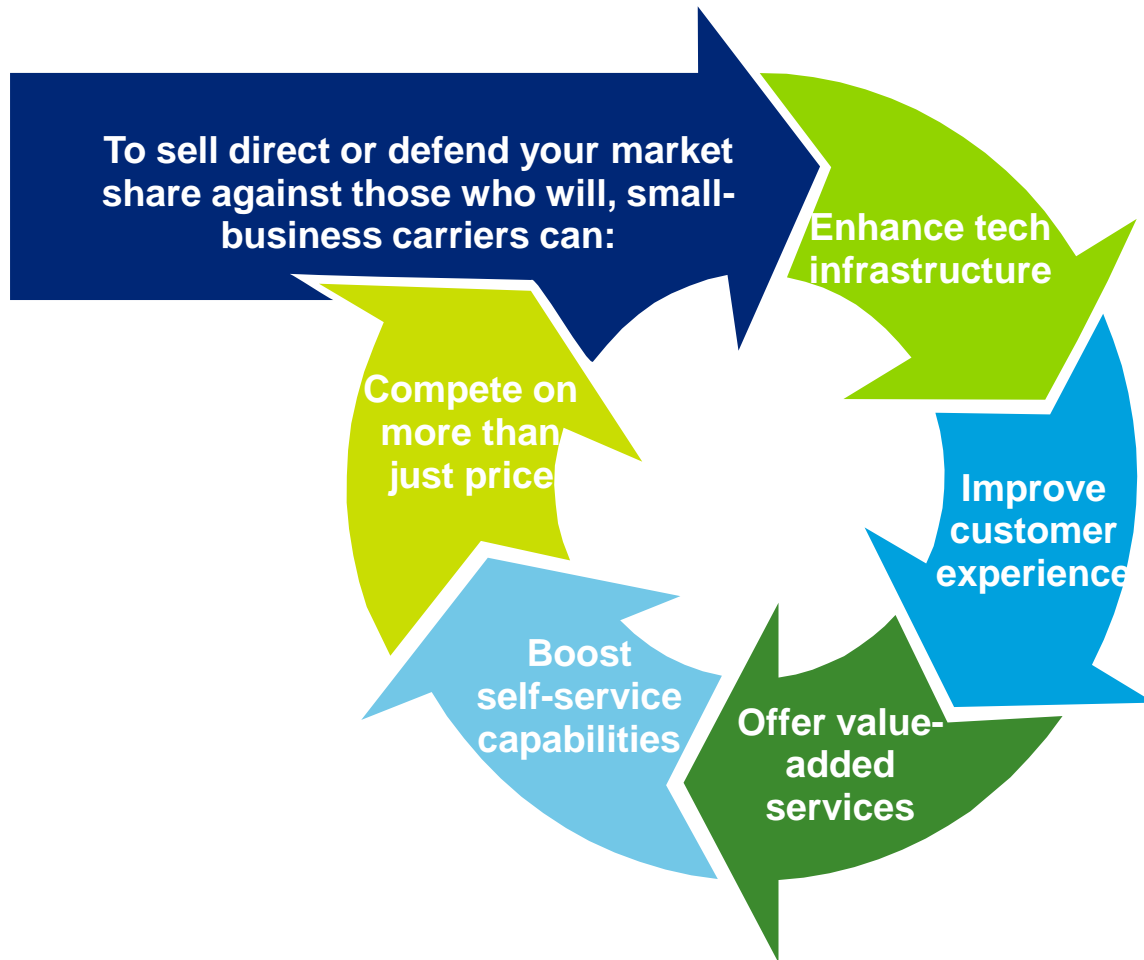 To sell direct or defend your market
share against those who will, small-
business carriers can:
Enhance tech
infrastructure
Improve
customer
experience
Offer value-
added
services
Boost
self-service
capabilities
Compete on
more than
just price